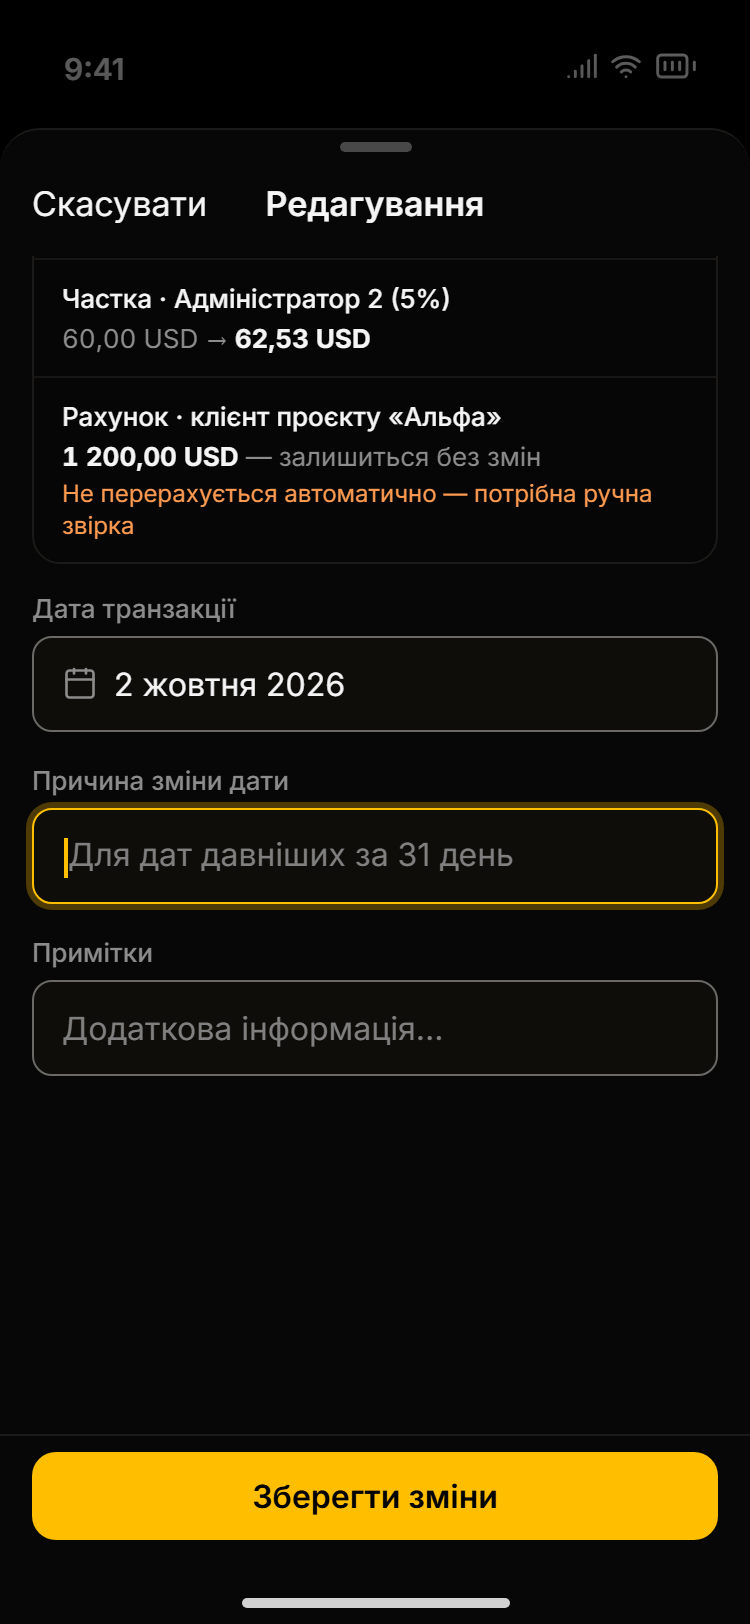 9:41
Скасувати Редагування
Частка · Адміністратор 2 (5%)
60,00 USD → 62,53 USD
Рахунок · клієнт проєкту «Альфа»
1 200,00 USD — залишиться без змін
Не перерахується автоматично — потрібна ручна
звірка
Дата транзакції
2 жовтня 2026
Причина зміни дати
Для дат давніших за 31 день
Примітки
Додаткова інформація...
Зберегти зміни